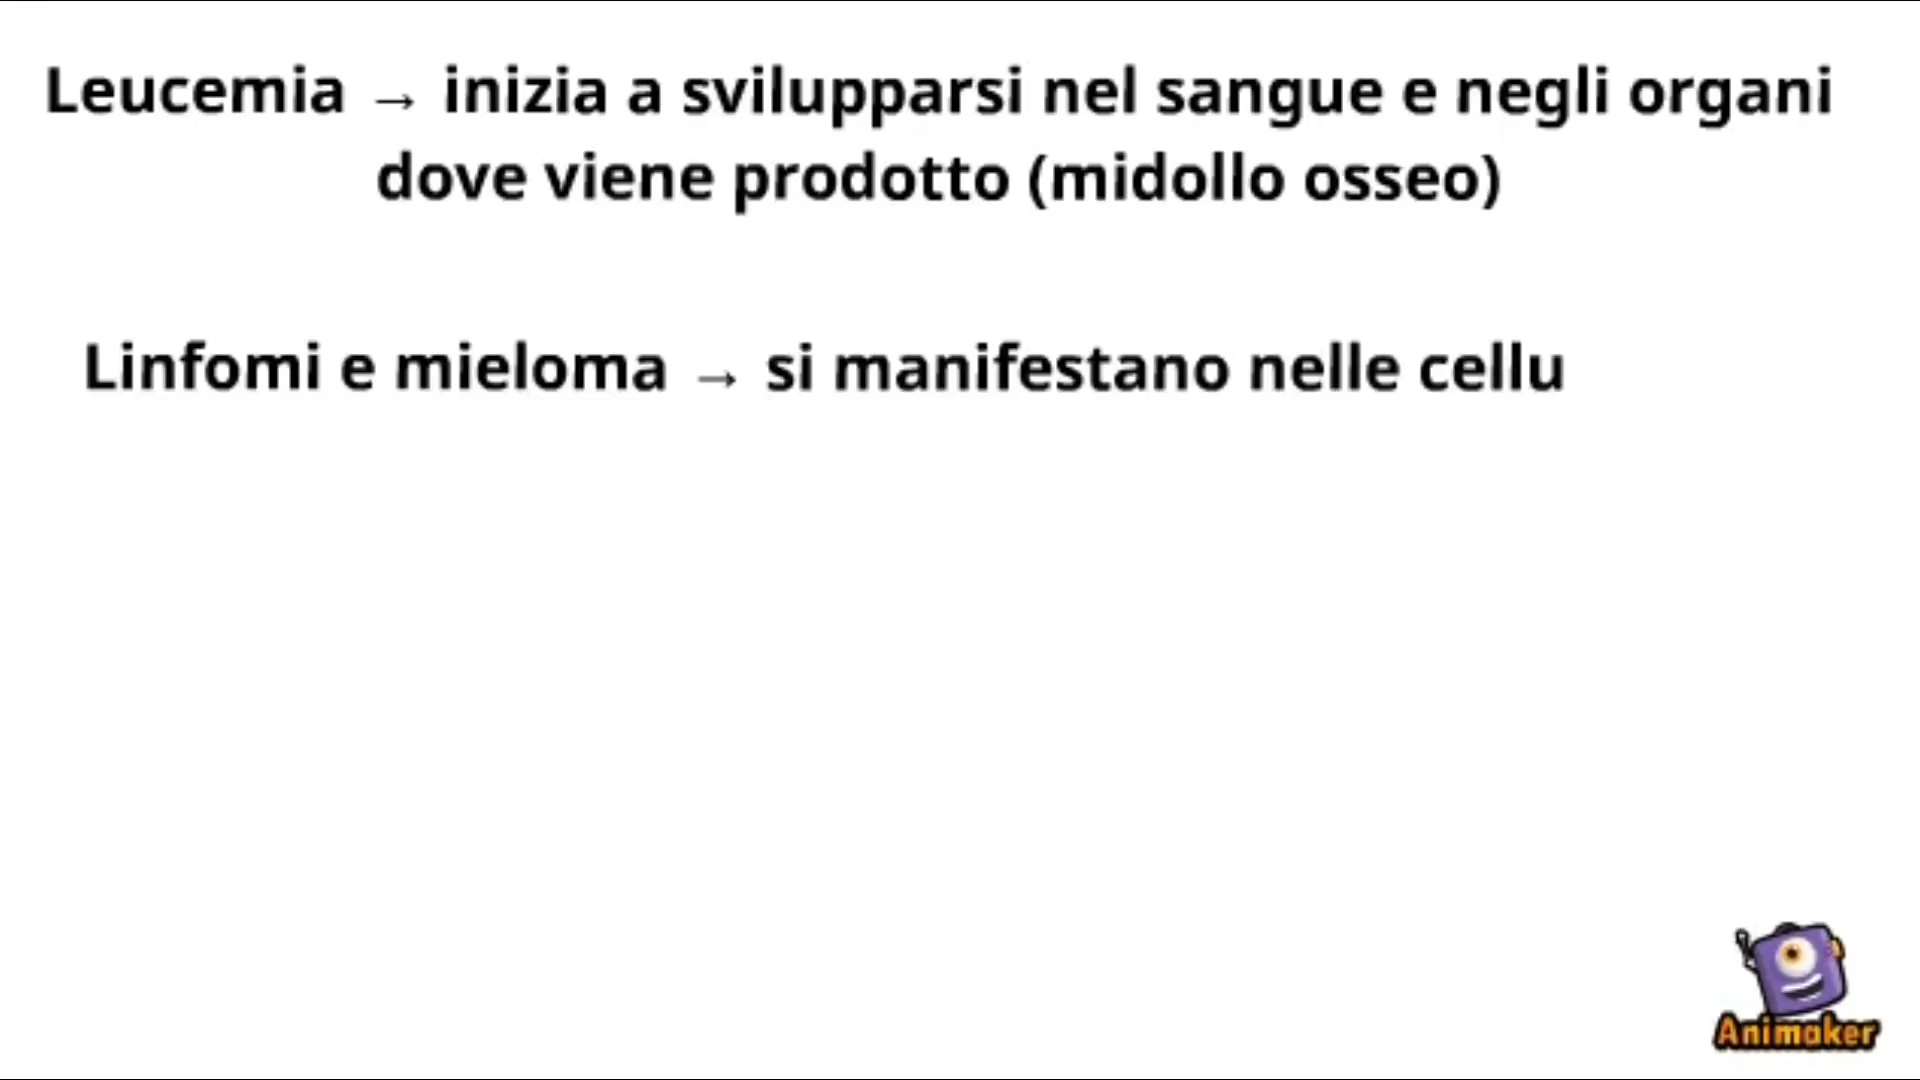 Leucemia → inizia a svilupparsi nel sangue e negli organi
dove viene prodotto (midollo osseo)
Linfomi e mieloma → si manifestano nelle cellu
Animaker